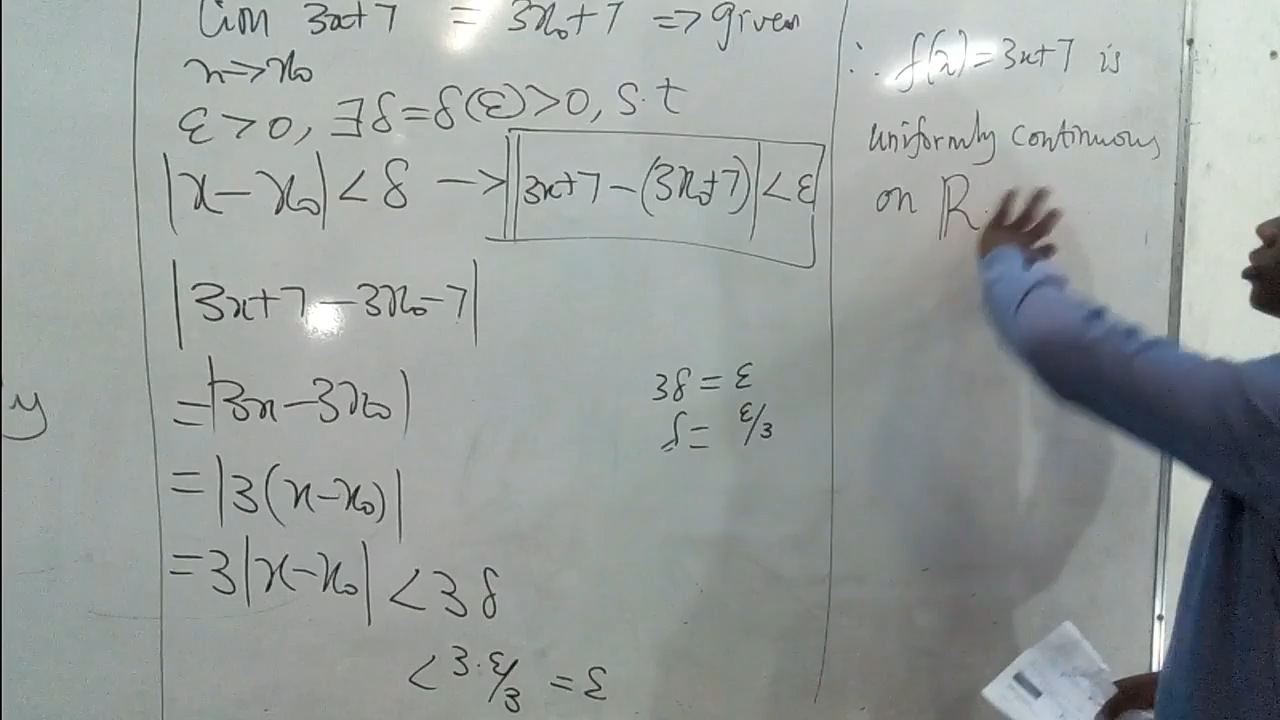 lim 3x+7 = 3x₀+7 => given
x→x₀
ε>0, ∃δ=δ(ε)>0, s.t
|x-x₀|<δ → ||3x+7-(3x₀+7)|<ε
|3x+7-3x₀-7|
=|3x-3x₀|
=|3(x-x₀)|
=3|x-x₀| <3δ
<3·ε/3 =ε
3δ=ε
δ=ε/3
∴ f(x)=3x+7 is
uniformly continuous
on ℝ.
y